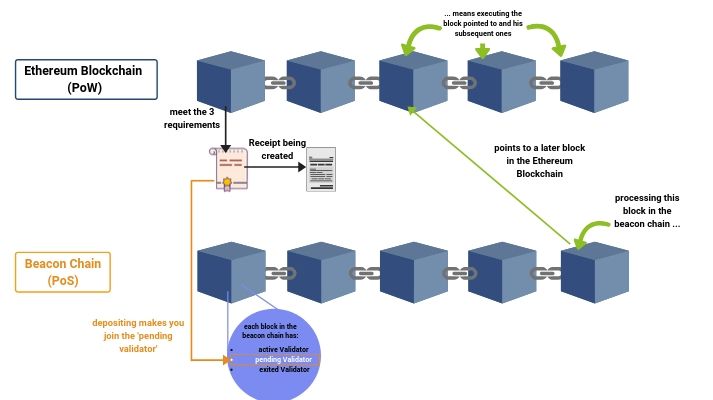 ... means executing the
block pointed to and his
subsequent ones
Ethereum Blockchain
(PoW)
meet the 3
requirements
Receipt being
created
points to a later block
in the Ethereum
Blockchain
processing this
block in the
beacon chain ...
Beacon Chain
(PoS)
depositing makes you
join the 'pending
validator'
each block in the
beacon chain has:
• active Validator
• pending Validator
• exited Validator